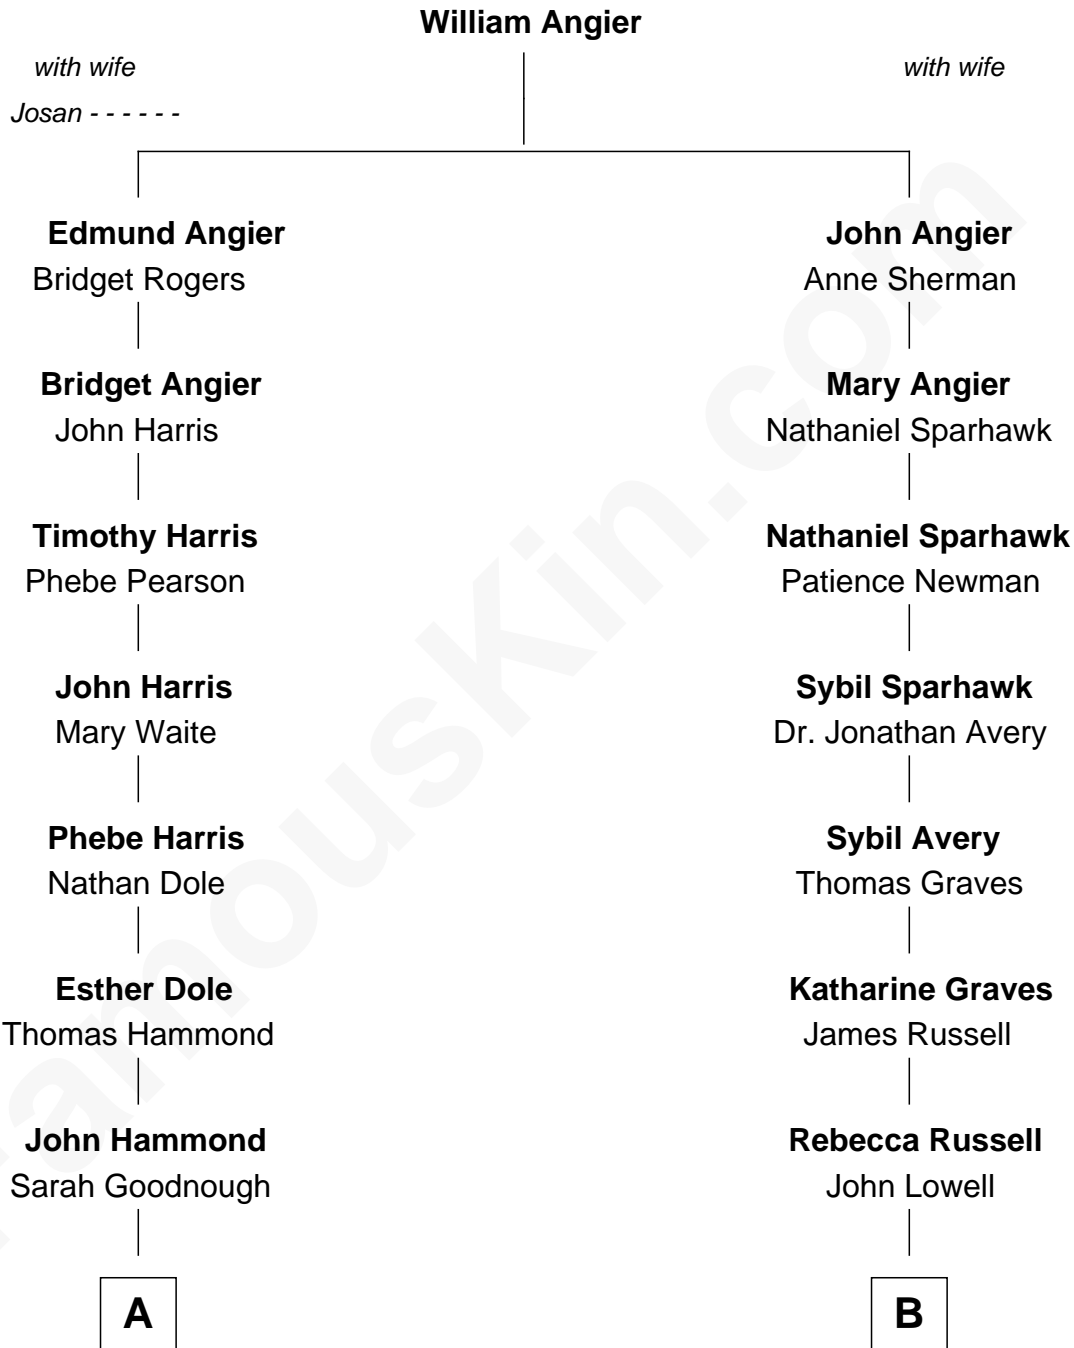 William Angier
with wife
with wife
Josan - - - - - -
Edmund Angier
John Angier
Bridget Rogers
Anne Sherman
Bridget Angier
Mary Angier
John Harris
Nathaniel Sparhawk
Timothy Harris
Nathaniel Sparhawk
Phebe Pearson
Patience Newman
John Harris
Sybil Sparhawk
Mary Waite
Dr. Jonathan Avery
Phebe Harris
Sybil Avery
Nathan Dole
Thomas Graves
Esther Dole
Katharine Graves
Thomas Hammond
James Russell
John Hammond
Rebecca Russell
Sarah Goodnough
John Lowell
A
B
FamousKin.com